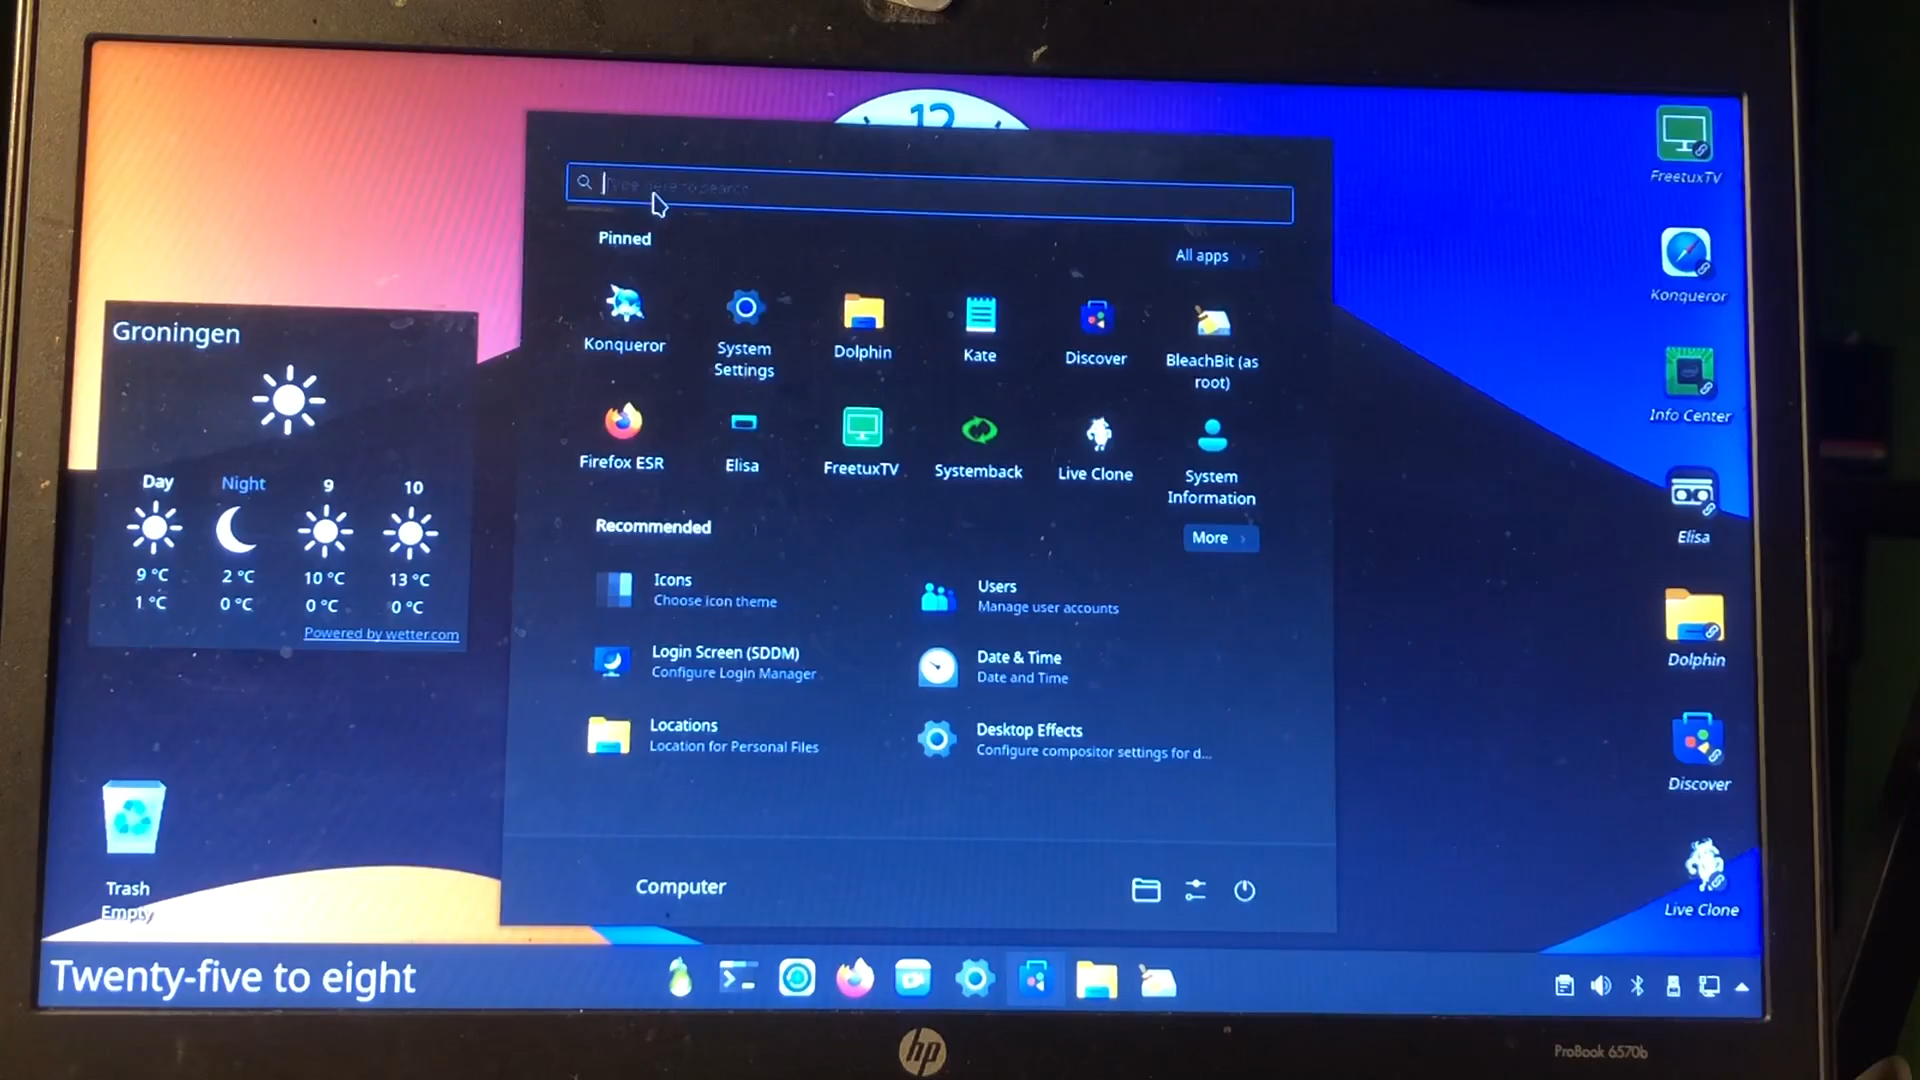 12
FreetuxTV
Type here to search
Pinned
All apps
Konqueror
System Settings
Dolphin
Kate
Discover
BleachBit (as root)
Firefox ESR
Elisa
FreetuxTV
Systemback
Live Clone
System Information
Recommended
More
Icons
Choose icon theme
Users
Manage user accounts
Login Screen (SDDM)
Configure Login Manager
Date & Time
Date and Time
Locations
Location for Personal Files
Desktop Effects
Configure compositor settings for d...
Computer
Groningen
Day Night 9 10
9 °C 2 °C 10 °C 13 °C
1 °C 0 °C 0 °C 0 °C
Powered by wetter.com
Trash
Empty
Konqueror
Info Center
Elisa
Dolphin
Discover
Live Clone
Twenty-five to eight
hp
ProBook 6570b